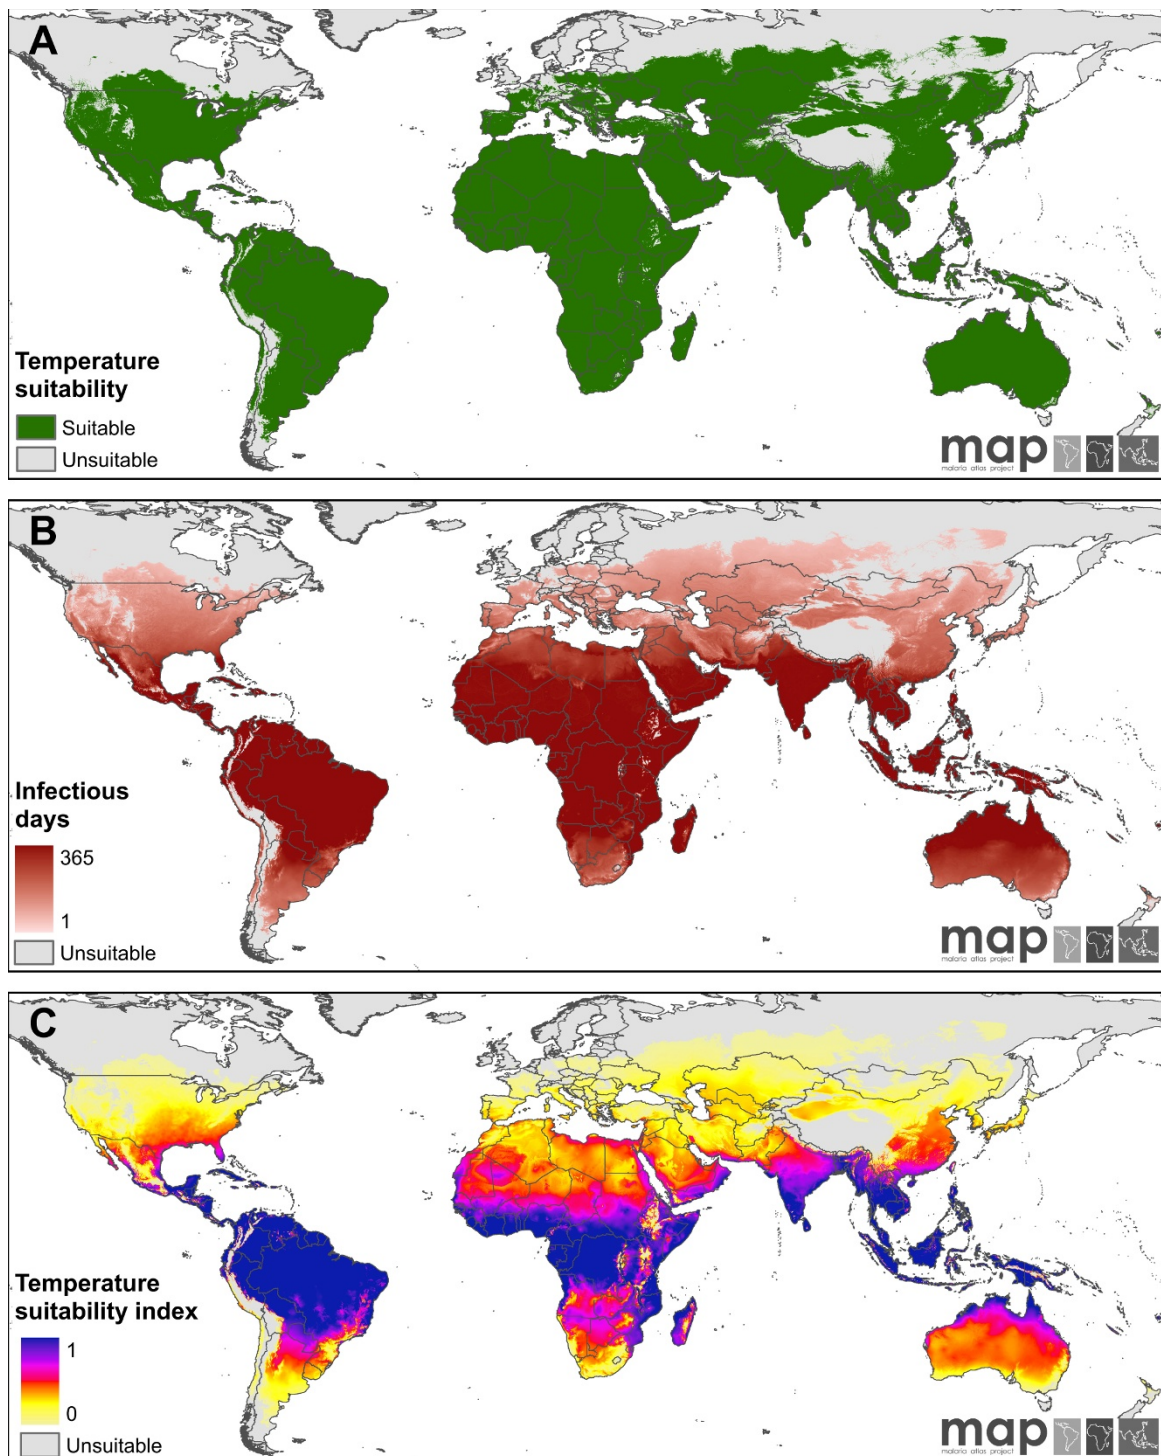 A
Temperature
suitability
Suitable
Unsuitable
map
malaria atlas project
B
Infectious
days
365
1
Unsuitable
map
malaria atlas project
C
Temperature
suitability index
1
0
Unsuitable
map
malaria atlas project